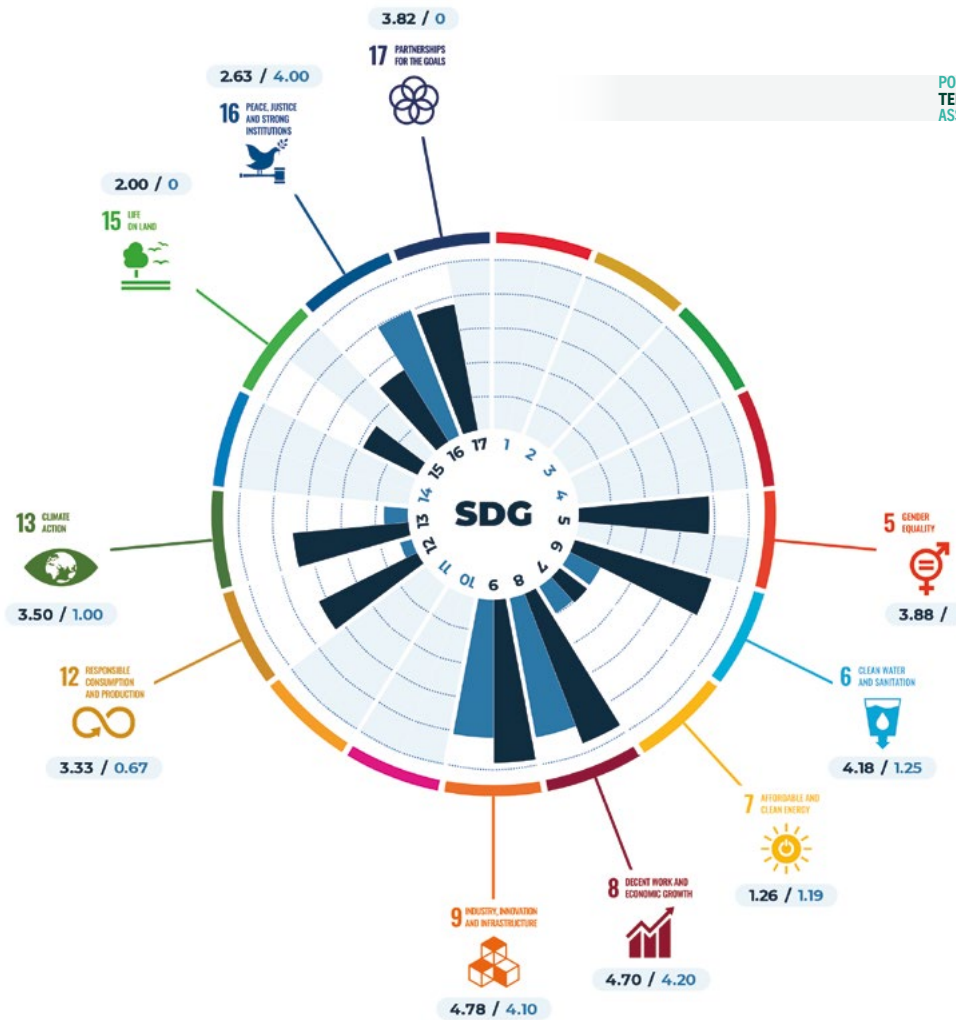 3.82 / 0
17 PARTNERSHIPS
FOR THE GOALS
2.63 / 4.00
16 PEACE, JUSTICE
AND STRONG
INSTITUTIONS
2.00 / 0
15 LIFE
ON LAND
17
1
2
3
4
5
6
7
8
9
10
11
12
13
14
15
16
SDG
13 CLIMATE
ACTION
3.50 / 1.00
5 GENDER
EQUALITY
3.88 /
12 RESPONSIBLE
CONSUMPTION
AND PRODUCTION
3.33 / 0.67
6 CLEAN WATER
AND SANITATION
4.18 / 1.25
7 AFFORDABLE AND
CLEAN ENERGY
1.26 / 1.19
8 DECENT WORK AND
ECONOMIC GROWTH
4.70 / 4.20
9 INDUSTRY, INNOVATION
AND INFRASTRUCTURE
4.78 / 4.10